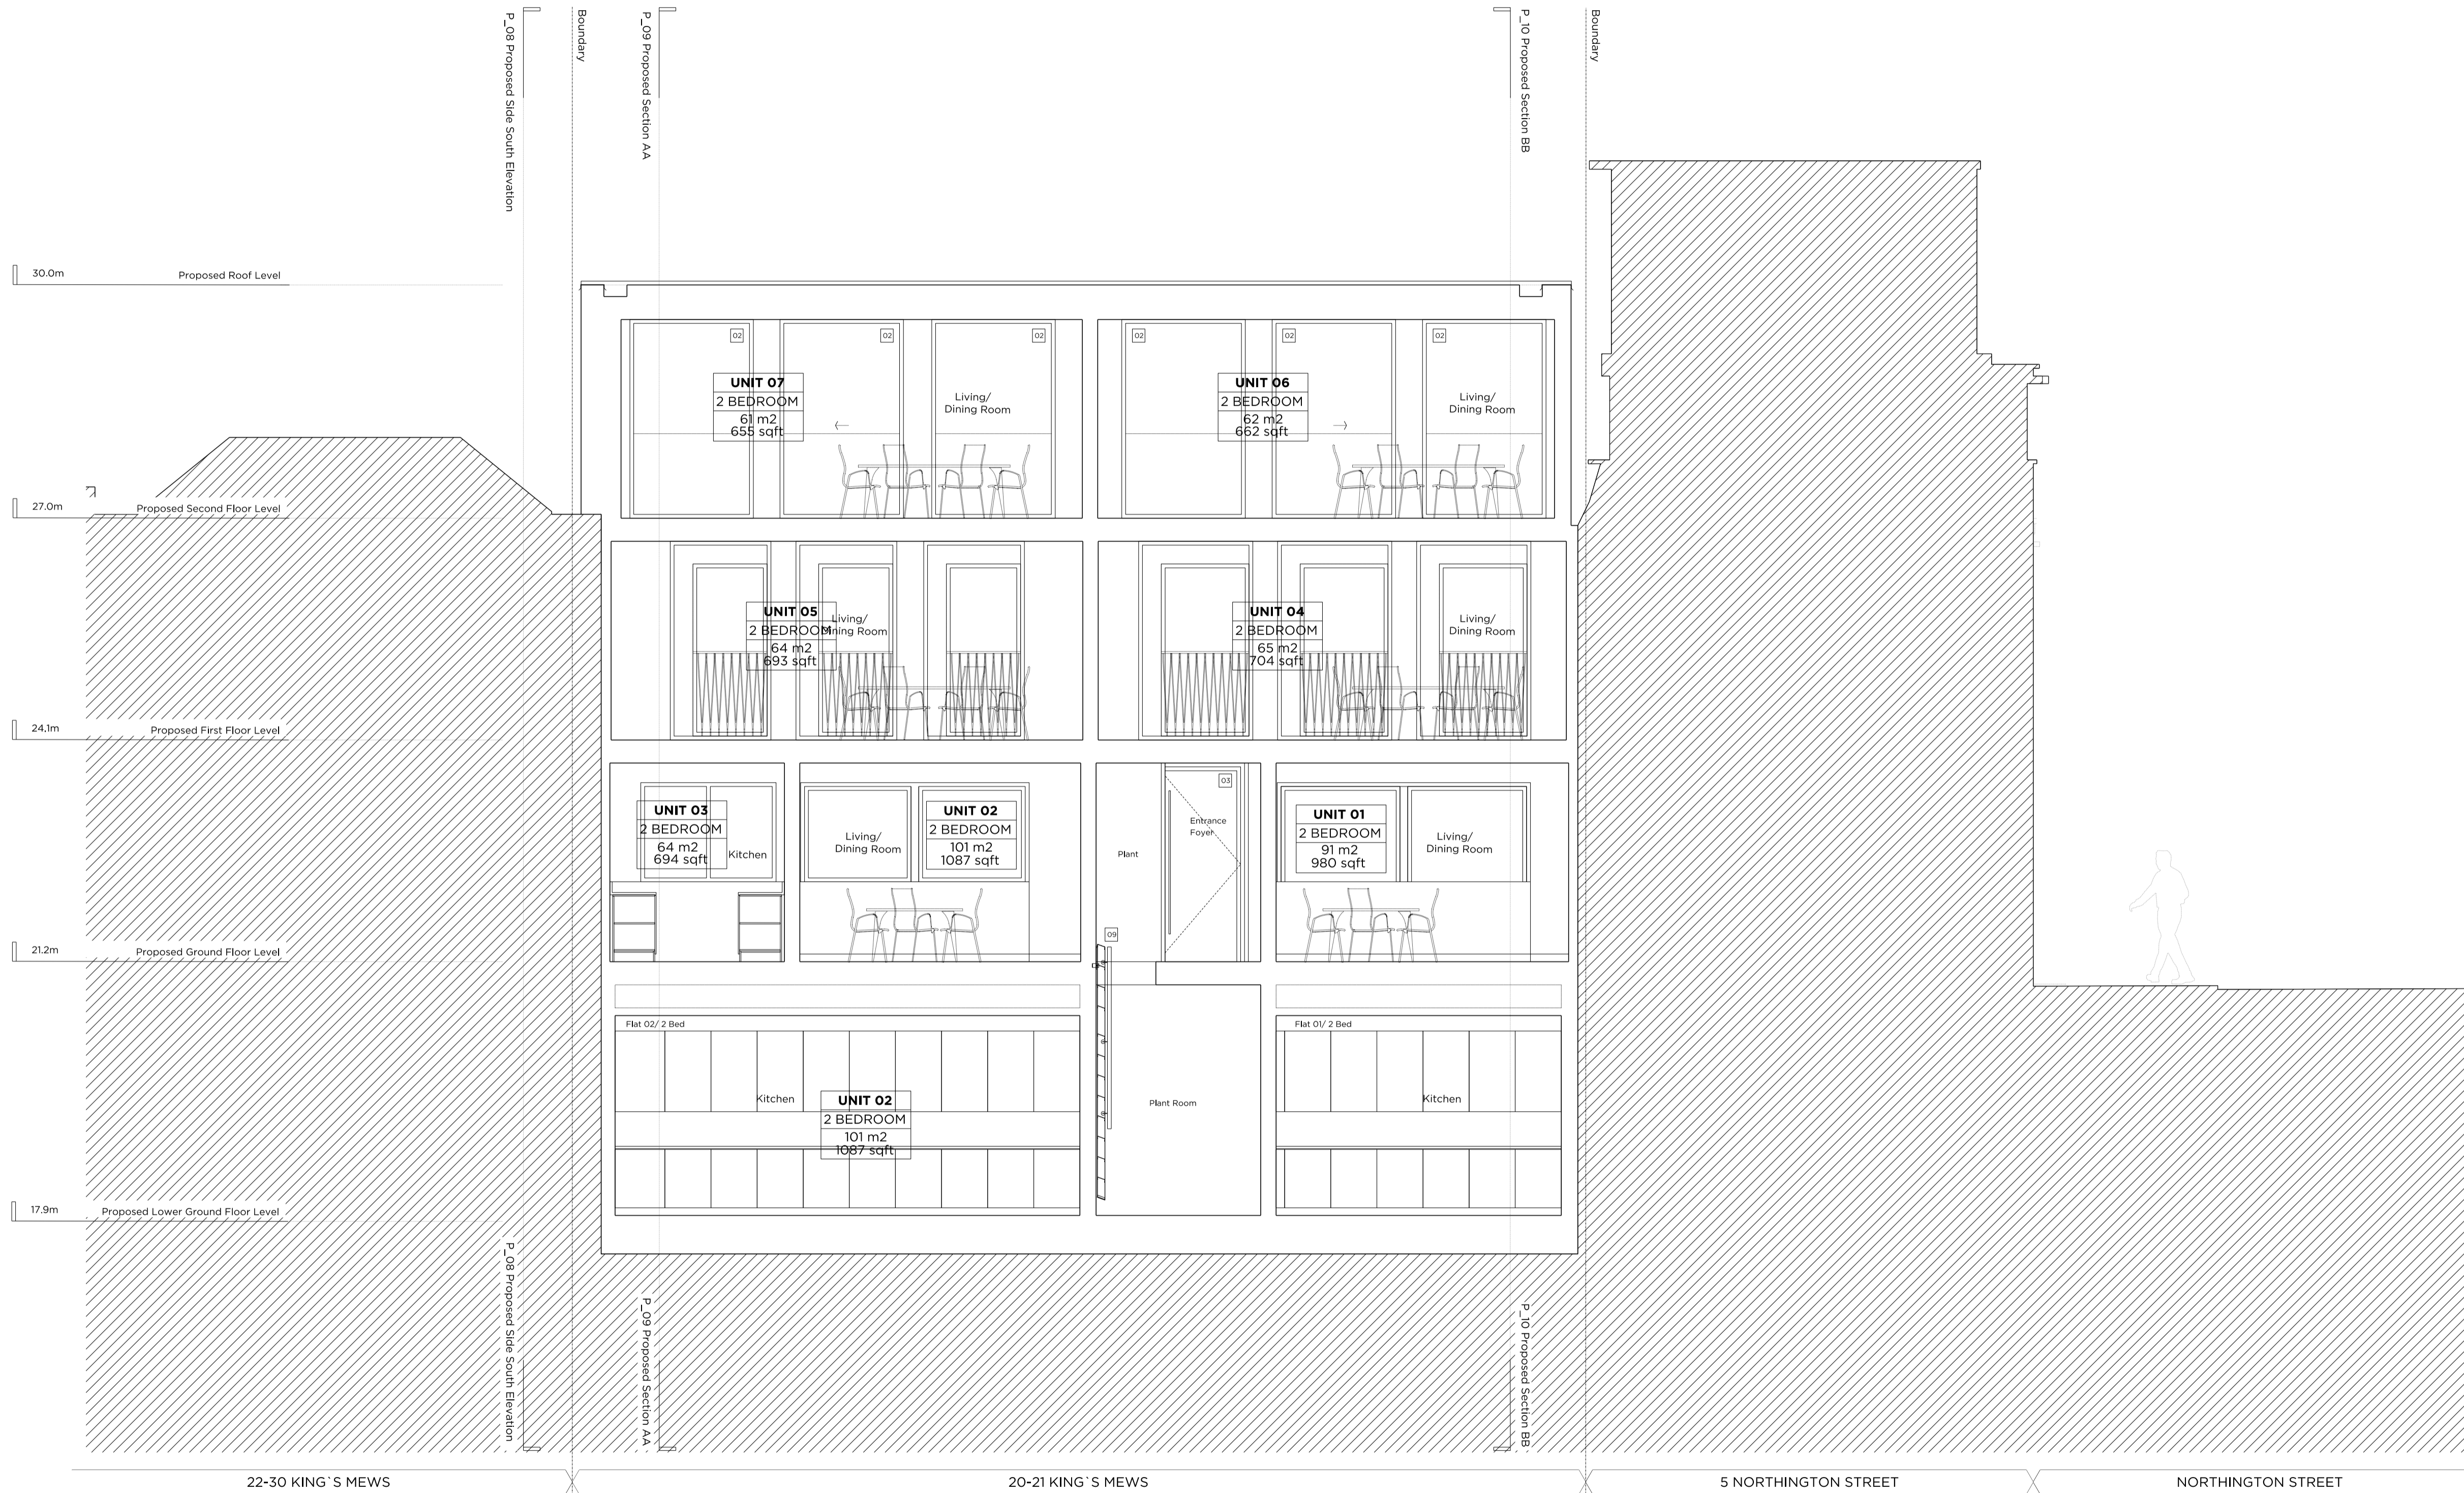 P_08 Proposed Side South Elevation
Boundary
P_09 Proposed Section AA
P_10 Proposed Section BB
Boundary
30.0m Proposed Roof Level
02 02 02 02 02 02
UNIT 07
2 BEDROOM
61 m2
655 sqft
Living/
Dining Room
UNIT 06
2 BEDROOM
62 m2
662 sqft
Living/
Dining Room
27.0m Proposed Second Floor Level
UNIT 05
2 BEDROOM
64 m2
693 sqft
Living/
Dining Room
UNIT 04
2 BEDROOM
65 m2
704 sqft
Living/
Dining Room
24,1m Proposed First Floor Level
UNIT 03
2 BEDROOM
64 m2
694 sqft
Kitchen
Living/
Dining Room
UNIT 02
2 BEDROOM
101 m2
1087 sqft
Plant
03
Entrance
Foyer
UNIT 01
2 BEDROOM
91 m2
980 sqft
Living/
Dining Room
09
21.2m Proposed Ground Floor Level
Flat 02/ 2 Bed
Kitchen
UNIT 02
2 BEDROOM
101 m2
1087 sqft
Plant Room
Flat 01/ 2 Bed
Kitchen
17.9m Proposed Lower Ground Floor Level
P_08 Proposed Side South Elevation
P_09 Proposed Section AA
P_10 Proposed Section BB
22-30 KING`S MEWS
20-21 KING`S MEWS
5 NORTHINGTON STREET
NORTHINGTON STREET